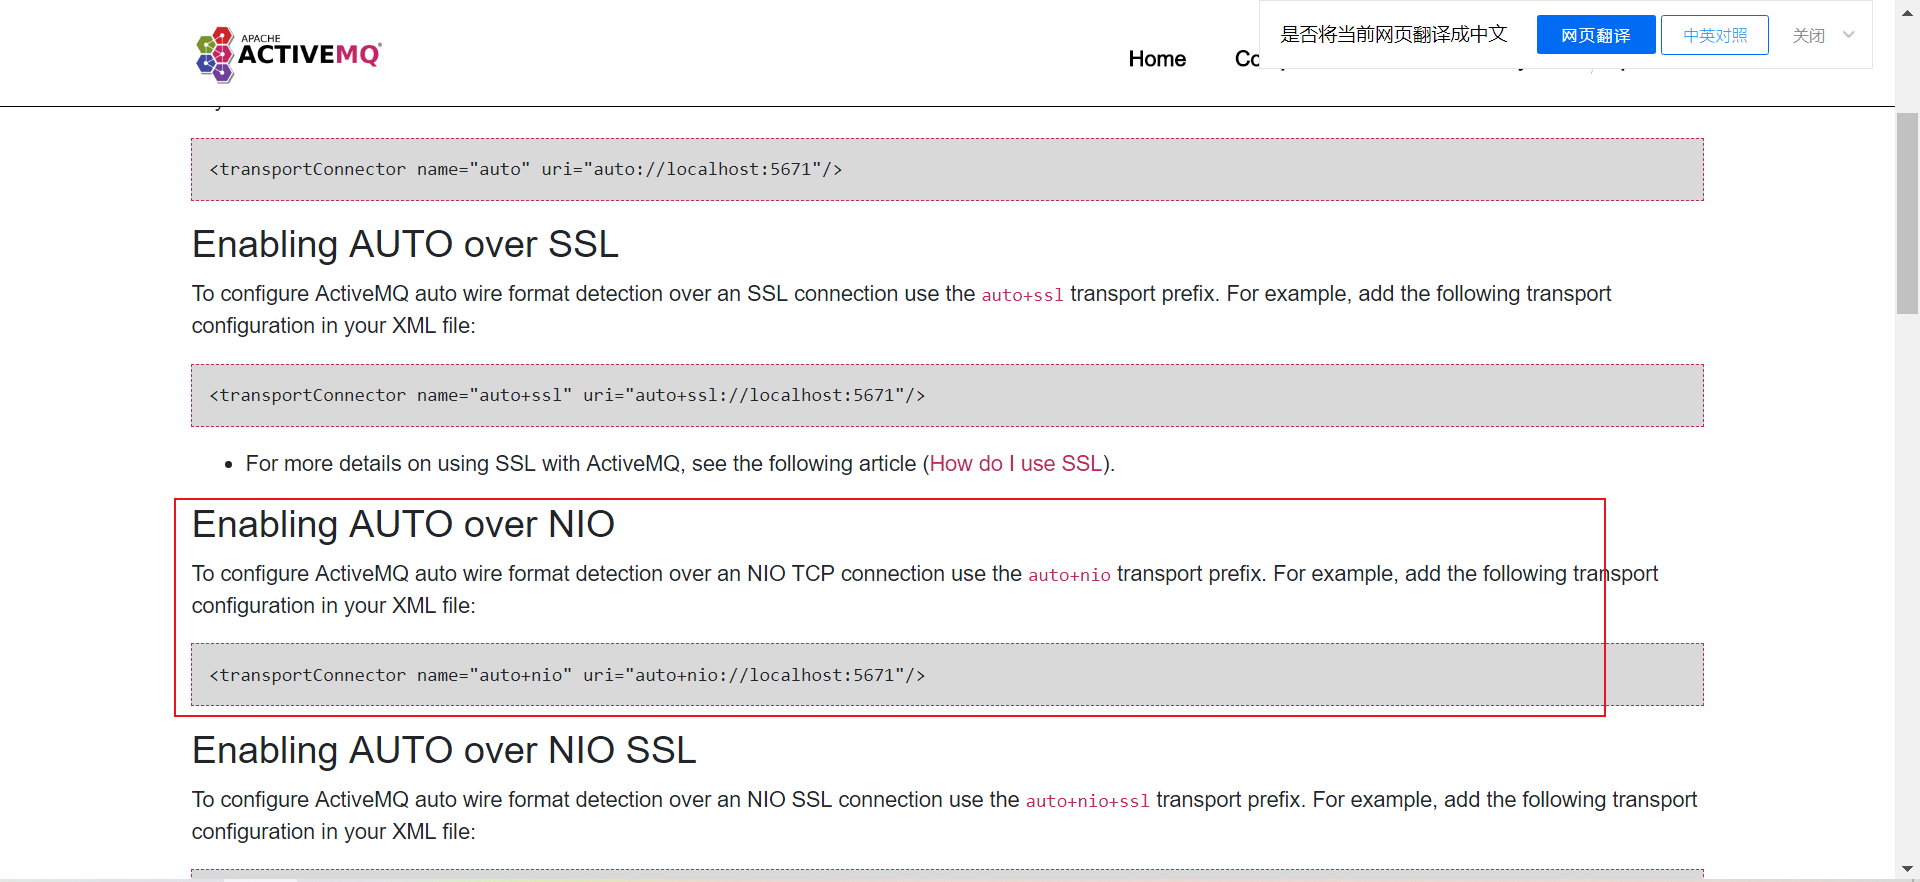 APACHE
ACTIVEMQ
Home
Co
是否将当前网页翻译成中文
网页翻译
中英对照
关闭
<transportConnector name="auto" uri="auto://localhost:5671"/>
Enabling AUTO over SSL
To configure ActiveMQ auto wire format detection over an SSL connection use the auto+ssl transport prefix. For example, add the following transport
configuration in your XML file:
<transportConnector name="auto+ssl" uri="auto+ssl://localhost:5671"/>
• For more details on using SSL with ActiveMQ, see the following article (How do I use SSL).
Enabling AUTO over NIO
To configure ActiveMQ auto wire format detection over an NIO TCP connection use the auto+nio transport prefix. For example, add the following transport
configuration in your XML file:
<transportConnector name="auto+nio" uri="auto+nio://localhost:5671"/>
Enabling AUTO over NIO SSL
To configure ActiveMQ auto wire format detection over an NIO SSL connection use the auto+nio+ssl transport prefix. For example, add the following transport
configuration in your XML file: